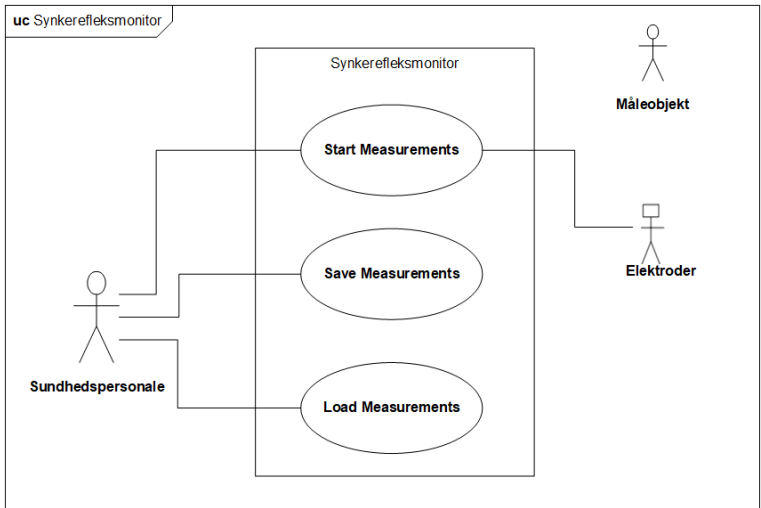 uc Synkerefleksmonitor
Synkerefleksmonitor
Måleobjekt
Start Measurements
Elektroder
Save Measurements
Sundhedspersonale
Load Measurements